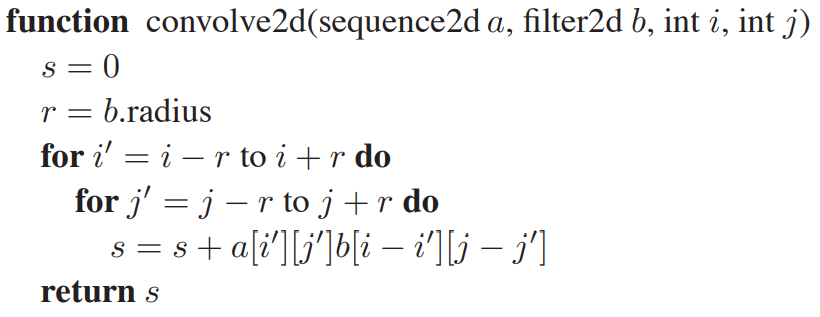 function convolve2d(sequence2d a, filter2d b, int i, int j)
s = 0
r = b.radius
for i′ = i − r to i + r do
for j′ = j − r to j + r do
s = s + a[i′][j′]b[i − i′][j − j′]
return s